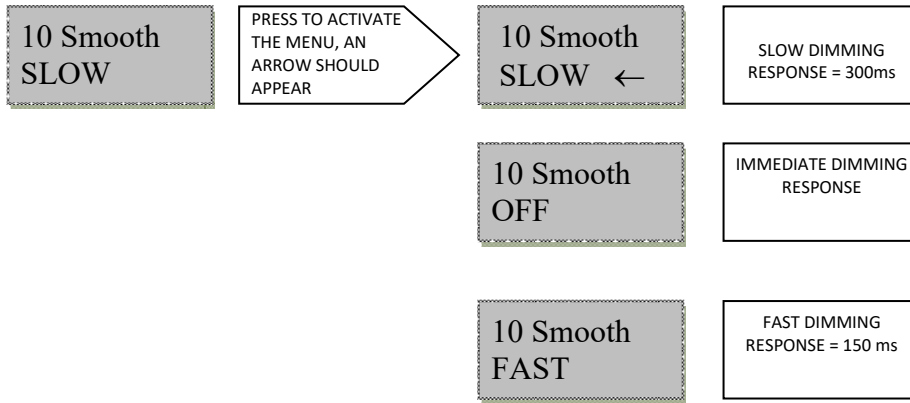 10 Smooth
SLOW
PRESS TO ACTIVATE
THE MENU, AN
ARROW SHOULD
APPEAR
10 Smooth
SLOW ←
SLOW DIMMING
RESPONSE = 300ms
10 Smooth
OFF
IMMEDIATE DIMMING
RESPONSE
10 Smooth
FAST
FAST DIMMING
RESPONSE = 150 ms